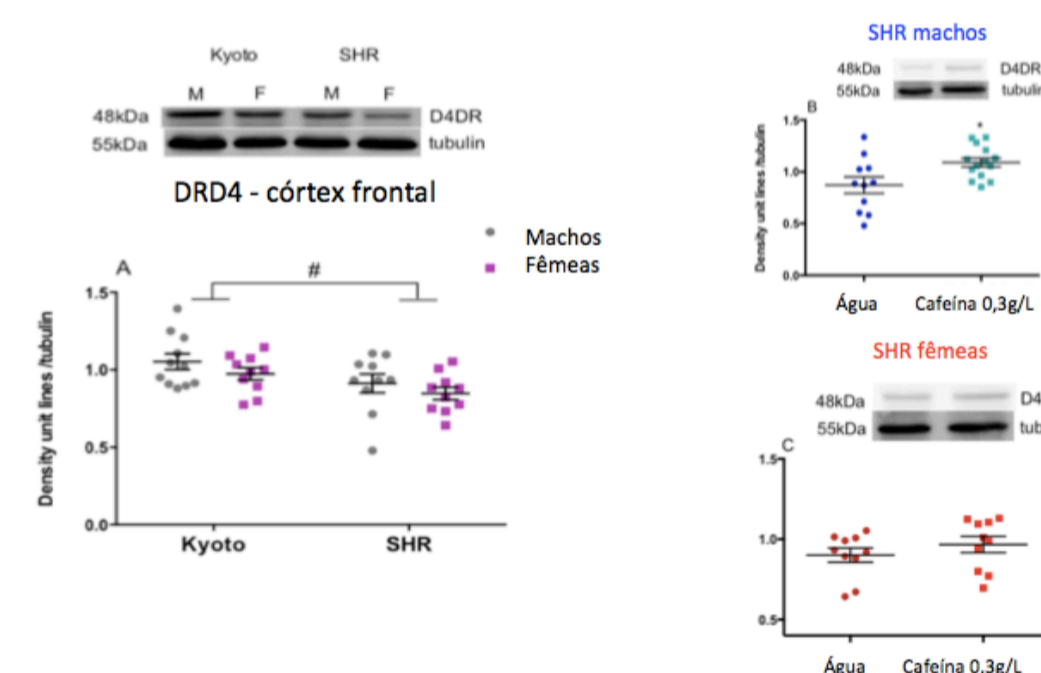 Kyoto SHR
M F M F
48kDa D4DR
55kDa tubulin
DRD4 - córtex frontal
Machos
Fêmeas
A
#
Density unit lines /tubulin
1.5
1.0
0.5
0.0
Kyoto SHR
SHR machos
48kDa D4DR
55kDa tubulin
B
*
Density unit lines /tubulin
1.5
1.0
0.5
0.0
Água Cafeína 0,3g/L
SHR fêmeas
48kDa D4
55kDa tub
C
1.5
1.0
0.5
Água Cafeína 0,3g/L